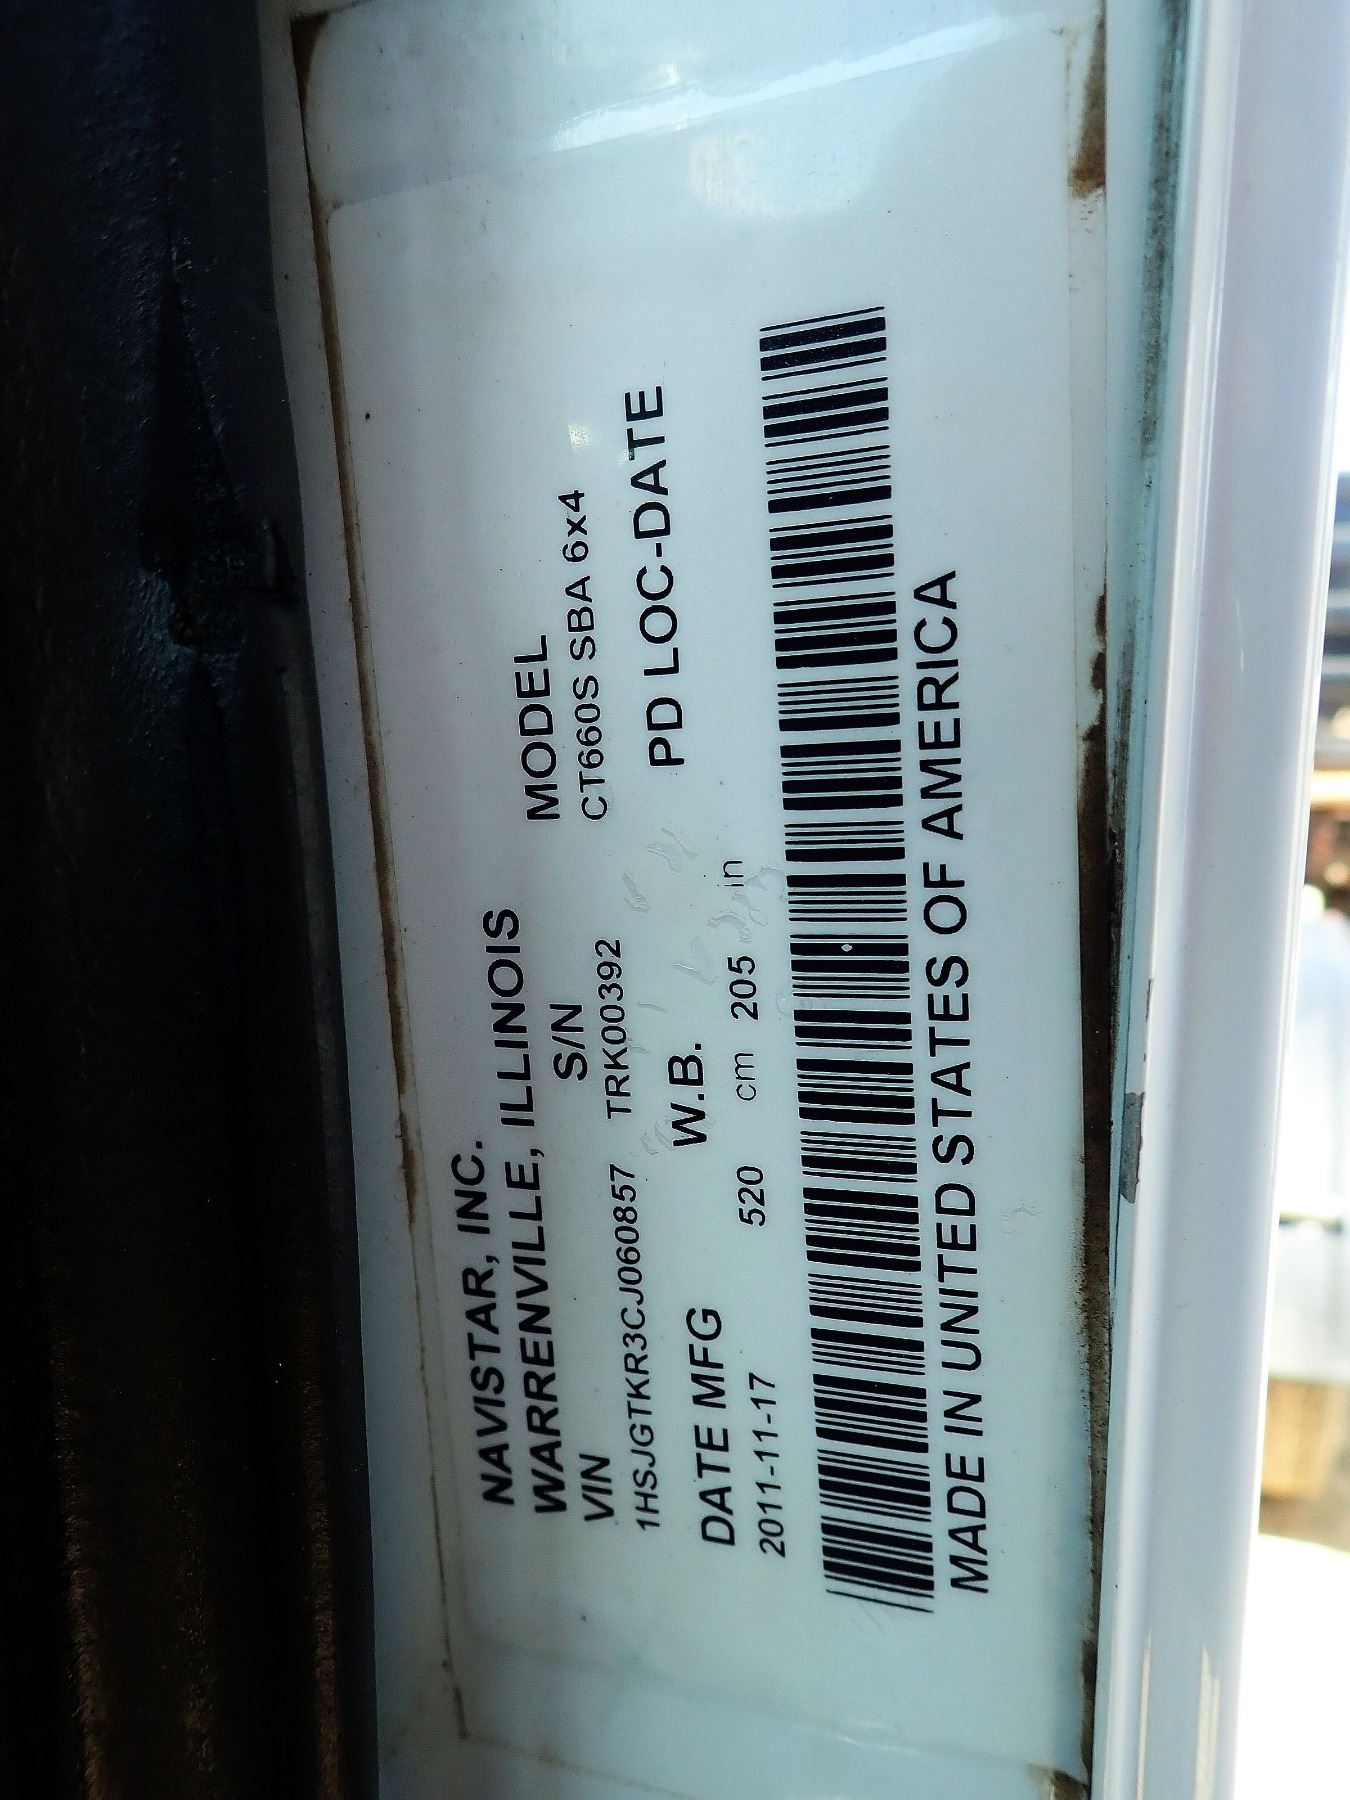 NAVISTAR, INC.
WARRENVILLE, ILLINOIS
VIN S/N MODEL
1HSJGTKR3CJ060857 TRK00392 CT660S SBA 6x4
DATE MFG W.B. PD LOC-DATE
2011-11-17 520 cm 205 in
MADE IN UNITED STATES OF AMERICA